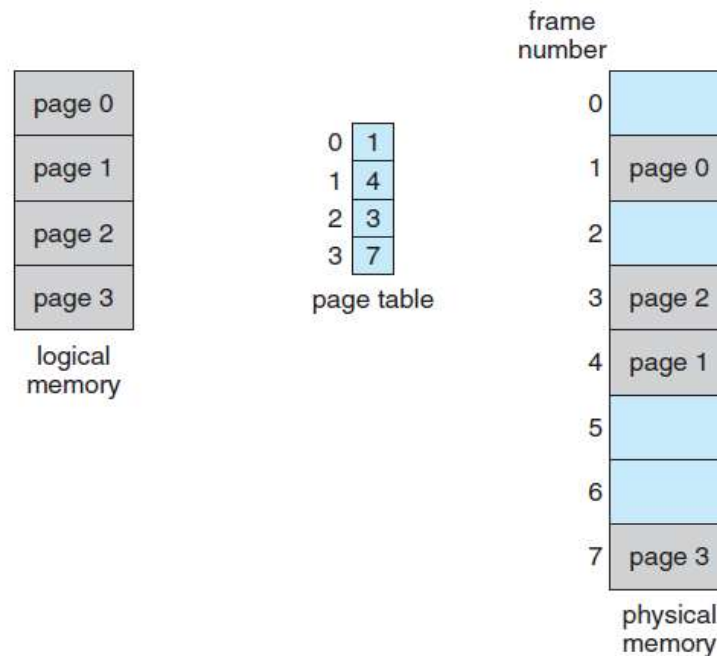 page 0
page 1
page 2
page 3
logical
memory
0 1
1 4
2 3
3 7
page table
frame
number
0
1 page 0
2
3 page 2
4 page 1
5
6
7 page 3
physical
memory